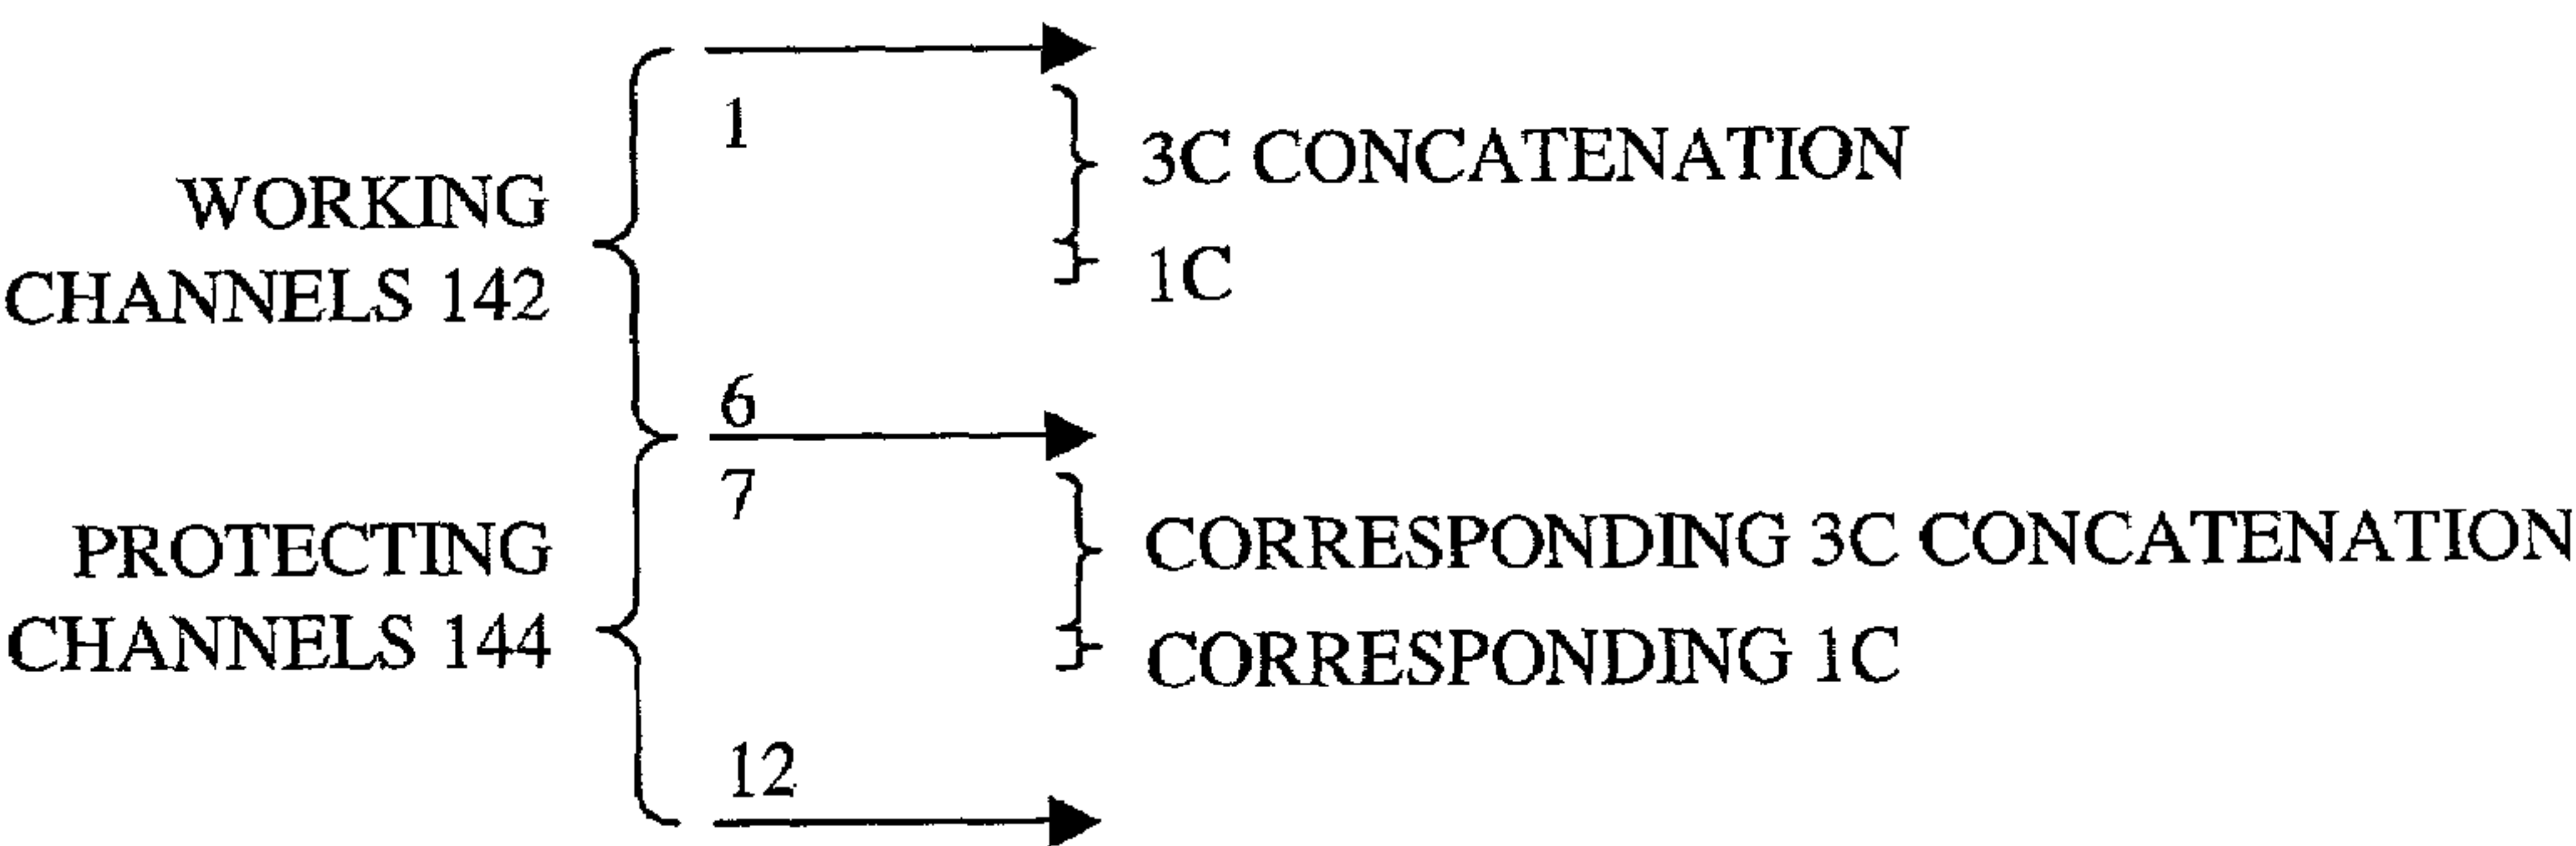 1
3C CONCATENATION
WORKING
CHANNELS 142
1C
6
7
CORRESPONDING 3C CONCATENATION
PROTECTING
CHANNELS 144
CORRESPONDING 1C
12